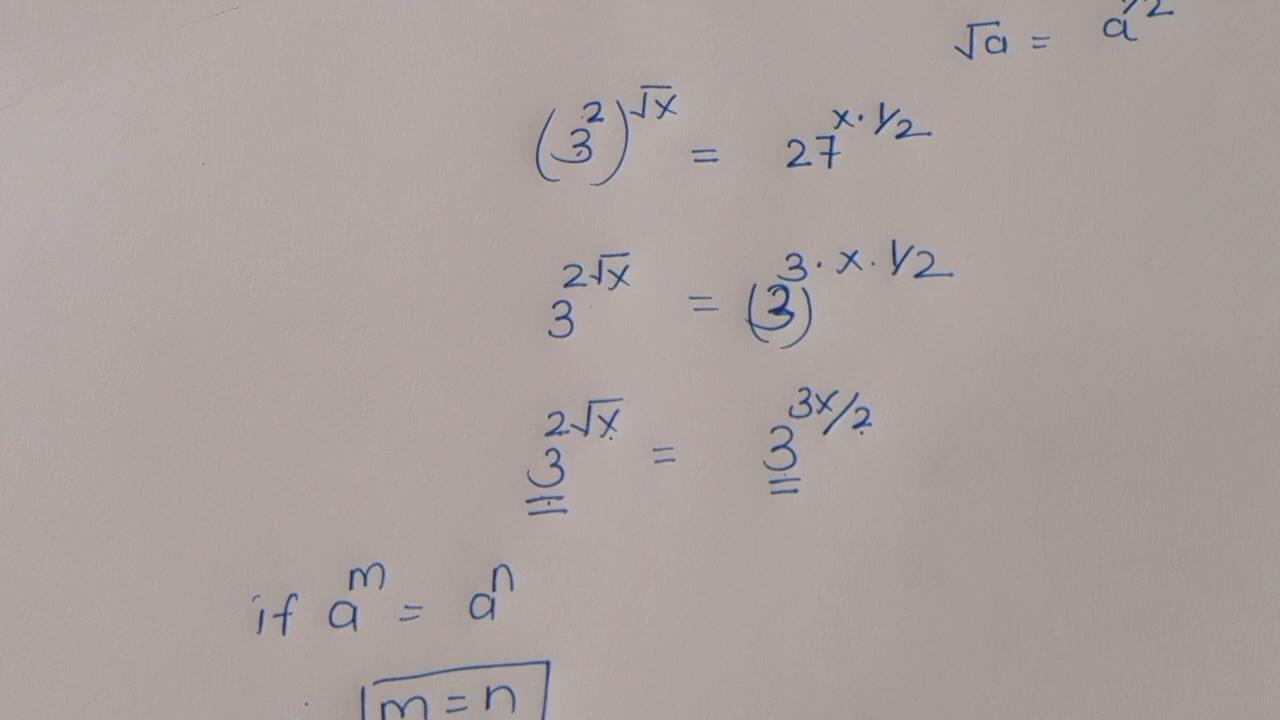 √a = a^1/2
(3^2)^√x = 27^x·1/2
3^2√x = (3)^3·x·1/2
3^2√x = 3^3x/2
if a^m = a^n
m = n